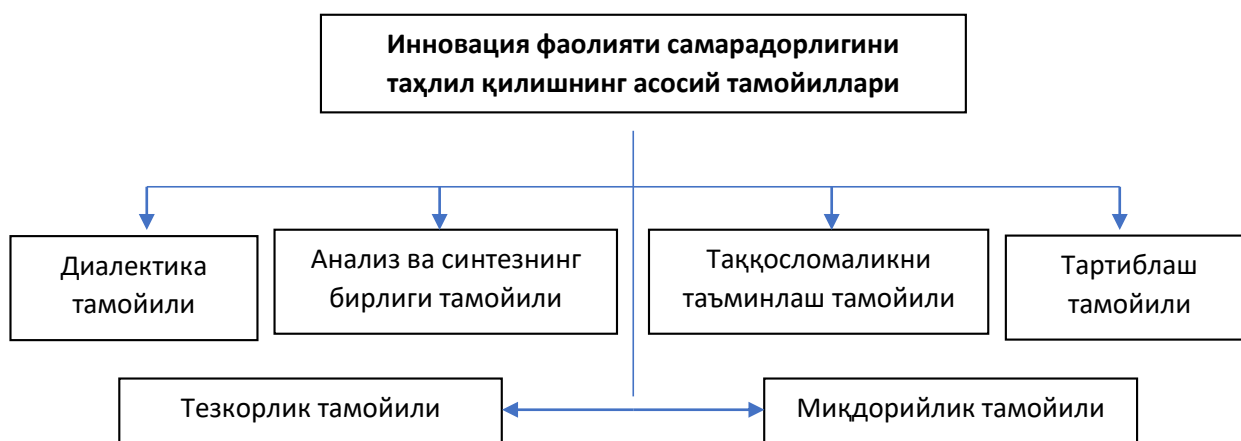 Инновация фаолияти самарадорлигини
таҳлил қилишнинг асосий тамойиллари
Диалектика
тамойили
Анализ ва синтезнинг
бирлиги тамойили
Таққосломаликни
таъминлаш тамойили
Тартиблаш
тамойили
Тезкорлик тамойили
Миқдорийлик тамойили